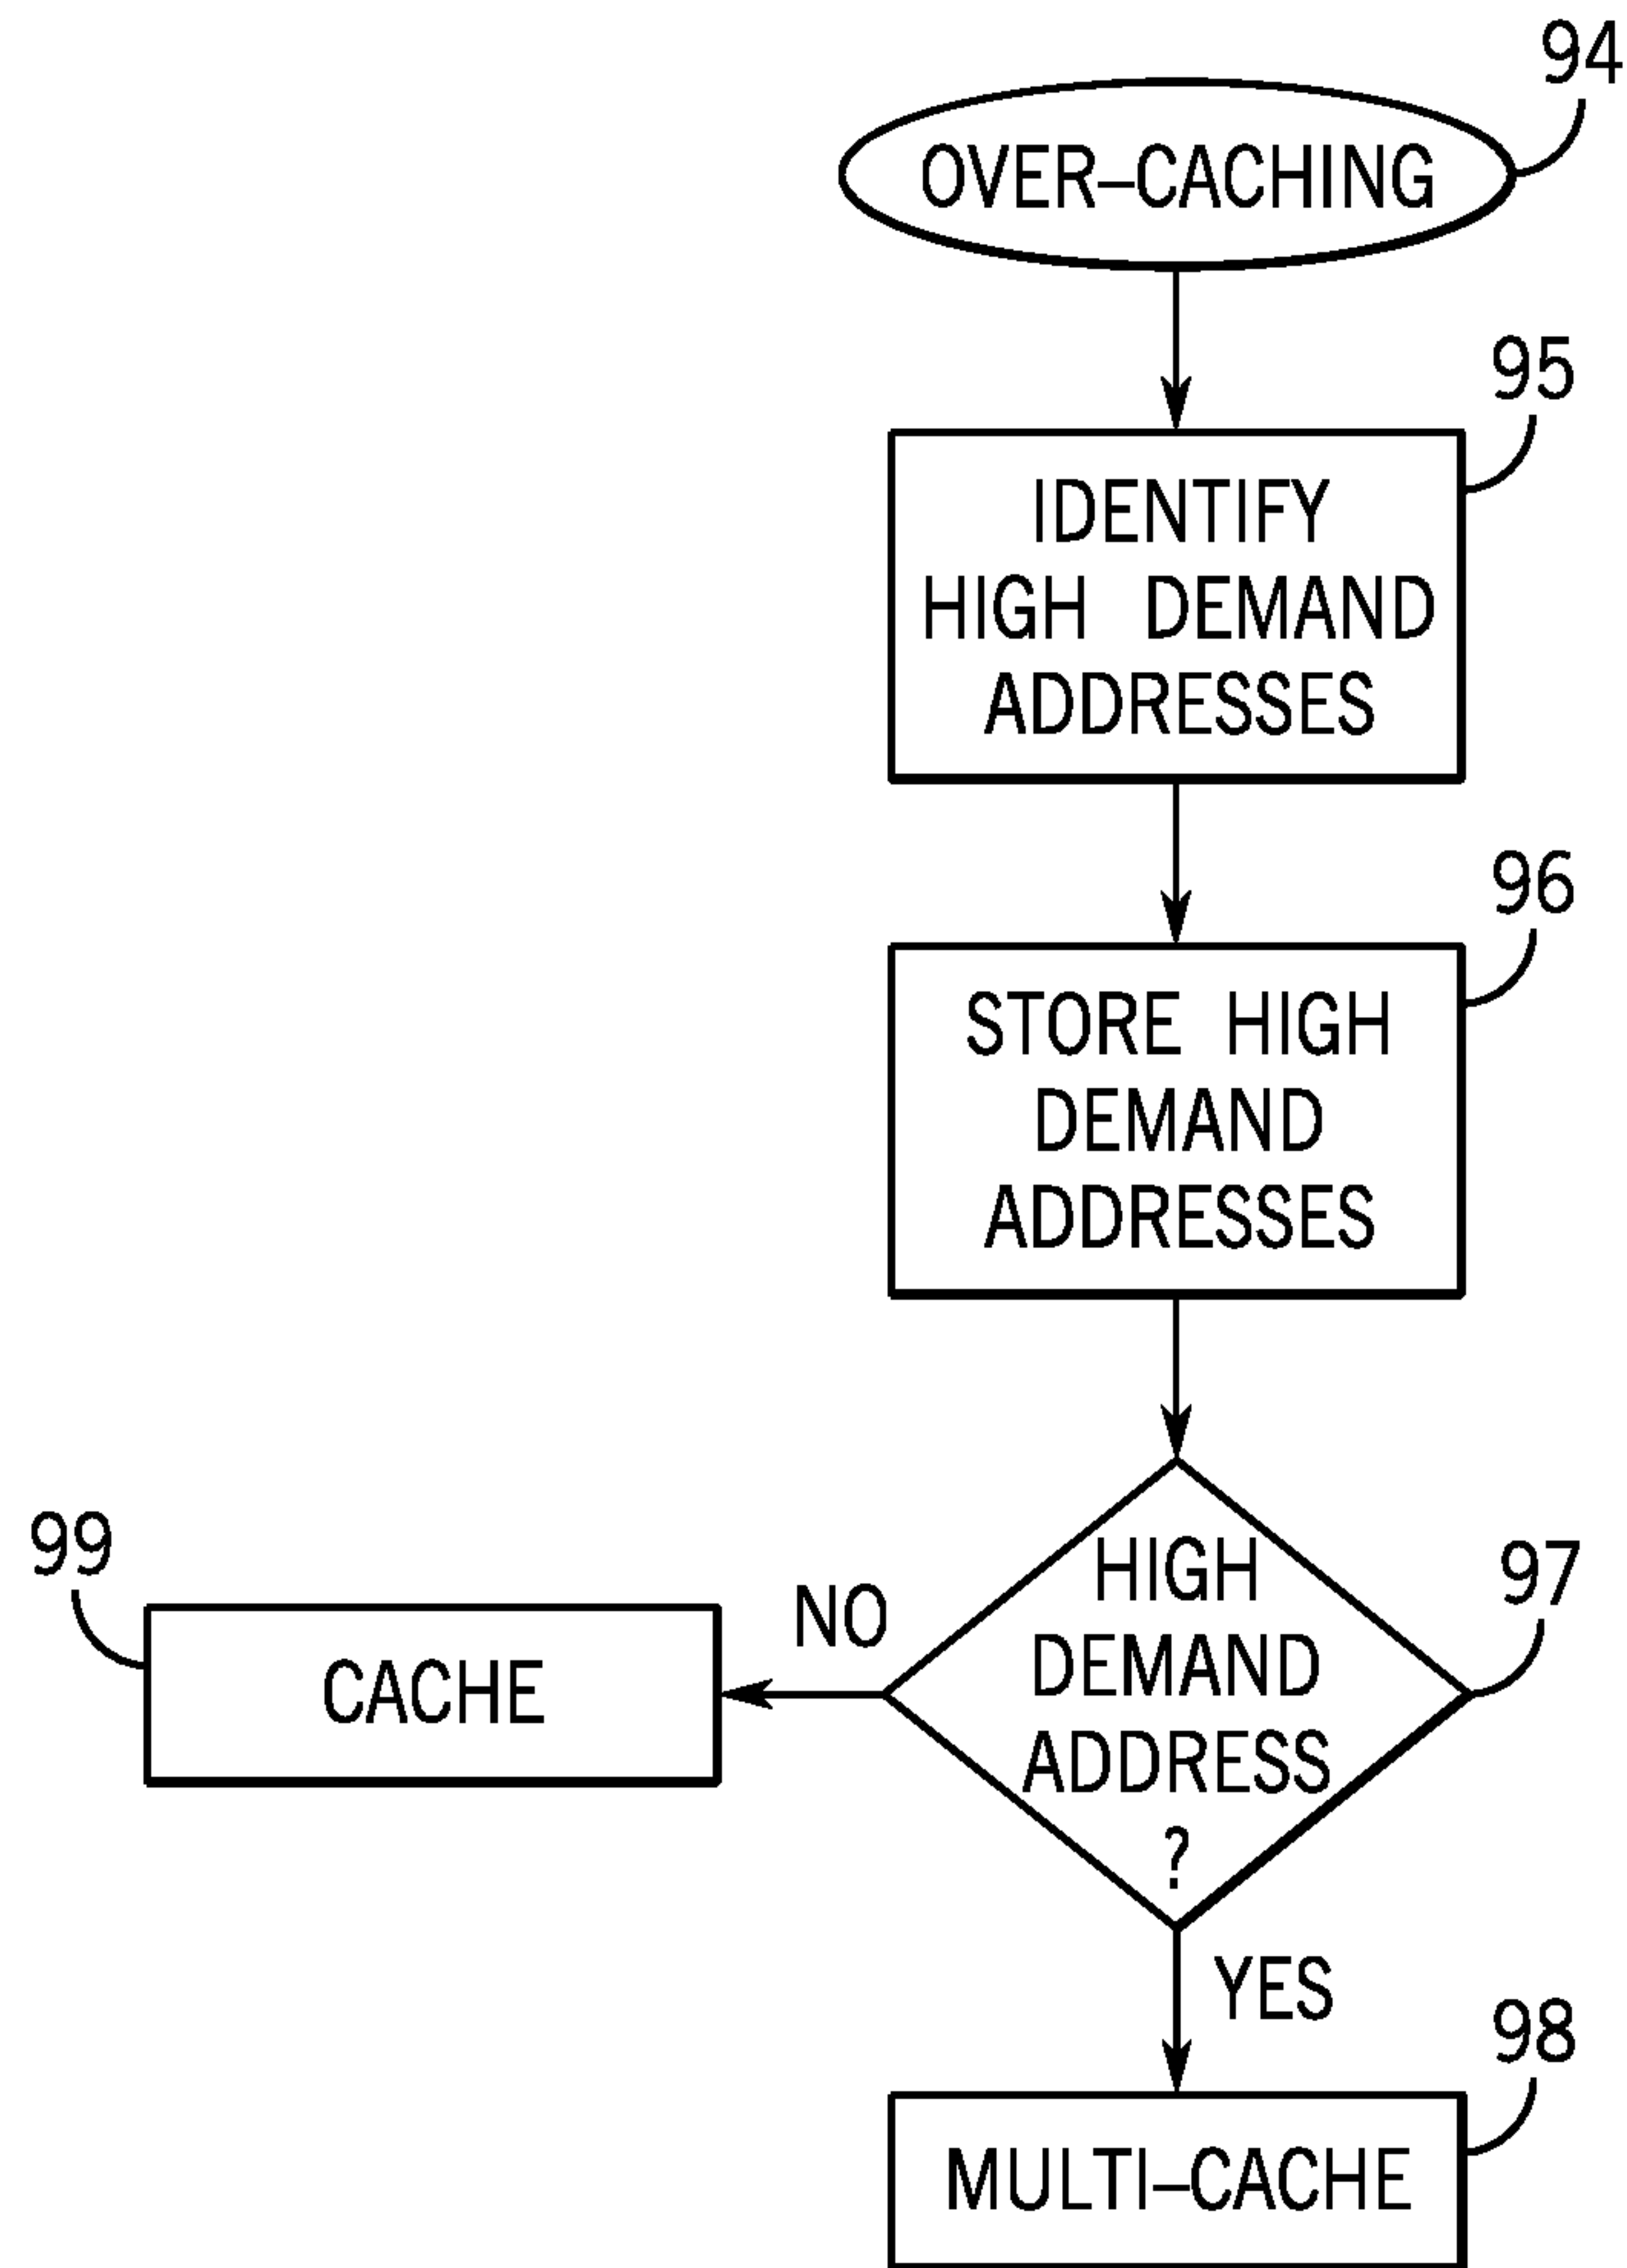 94
OVER–CACHING
95
IDENTIFY
HIGH DEMAND
ADDRESSES
96
STORE HIGH
DEMAND
ADDRESSES
97
HIGH
DEMAND
ADDRESS
?
NO
99
CACHE
YES
98
MULTI–CACHE